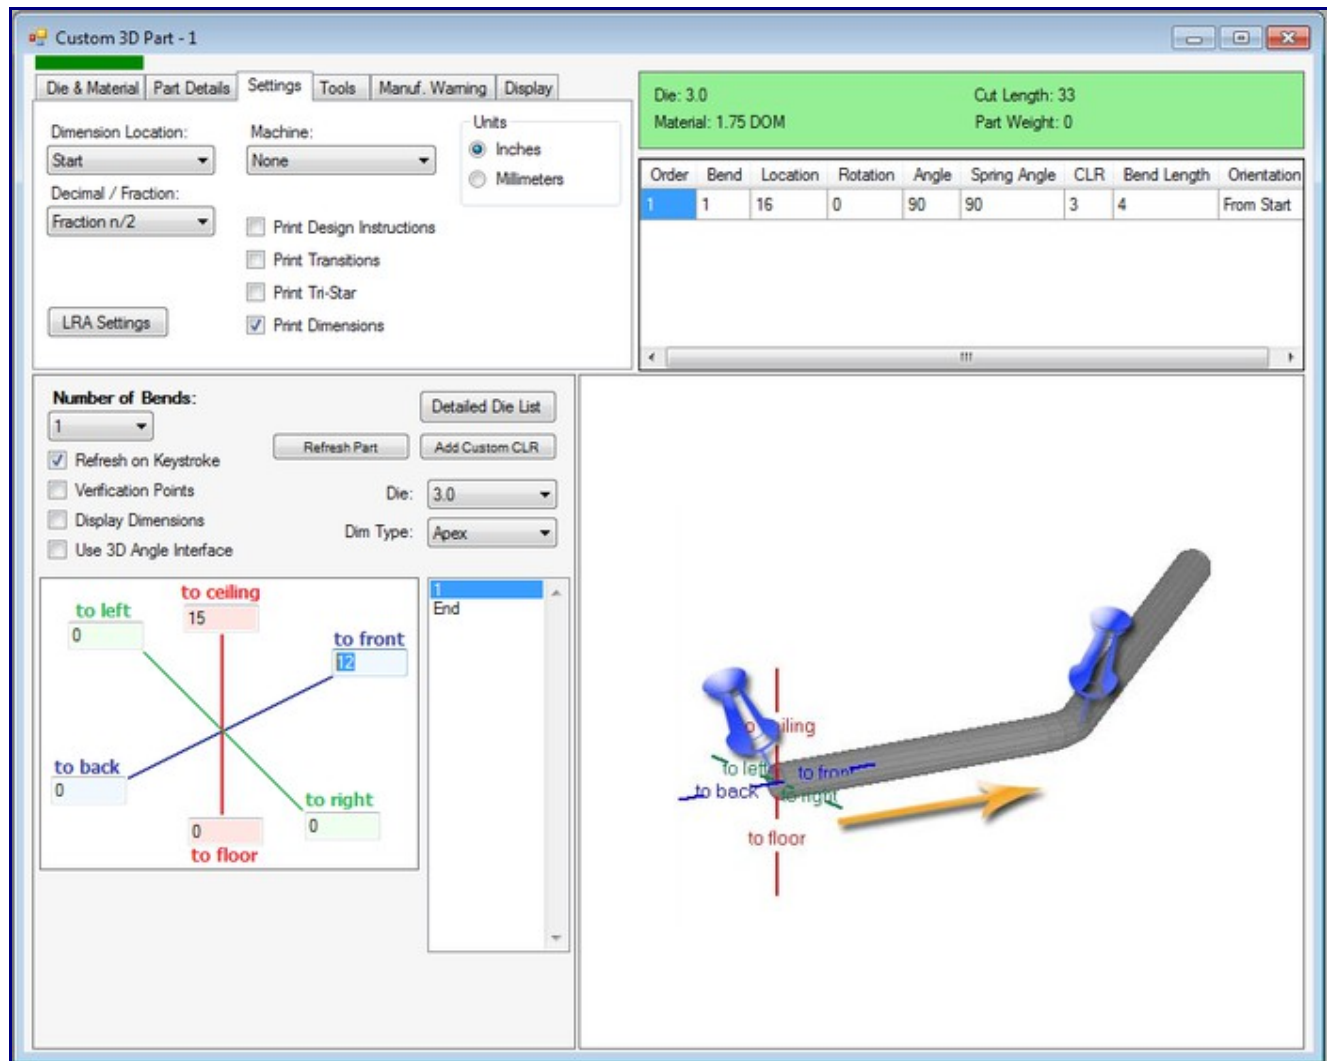 Custom 3D Part - 1
Die & Material Part Details Settings Tools Manuf. Warning Display
Dimension Location:
Start
Decimal / Fraction:
Fraction n/2
LRA Settings
Machine:
None
Print Design Instructions
Print Transitions
Print Tri-Star
Print Dimensions
Units
Inches
Millimeters
Die: 3.0 Cut Length: 33
Material: 1.75 DOM Part Weight: 0
Order Bend Location Rotation Angle Spring Angle CLR Bend Length Orientation
1 1 16 0 90 90 3 4 From Start
Number of Bends:
1
Refresh on Keystroke
Verification Points
Display Dimensions
Use 3D Angle Interface
Detailed Die List
Refresh Part Add Custom CLR
Die: 3.0
Dim Type: Apex
to ceiling
15
to left
0
to front
12
to back
0
to right
0
0
to floor
1
End
to left to front
to back
to floor